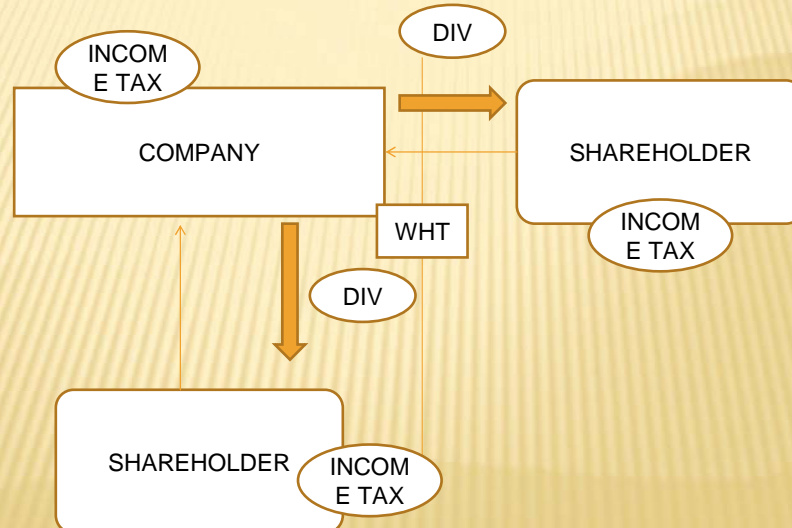 DIV
INCOM
E TAX
COMPANY
SHAREHOLDER
INCOM
E TAX
WHT
DIV
SHAREHOLDER
INCOM
E TAX